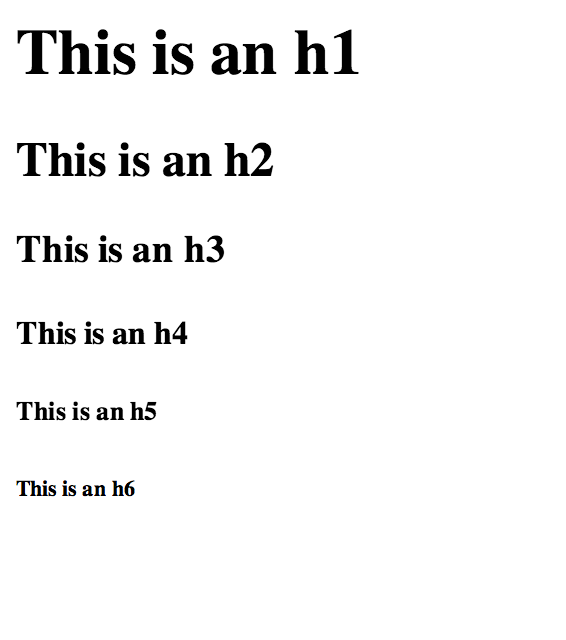 This is an h1
This is an h2
This is an h3
This is an h4
This is an h5
This is an h6